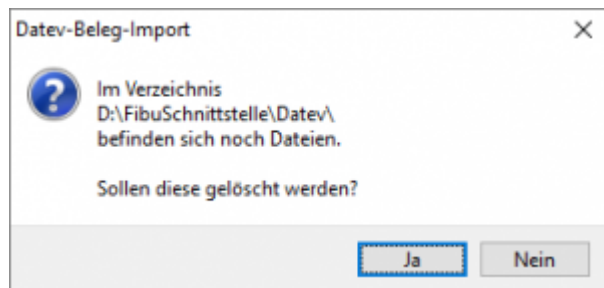 Datev-Beleg-Import
Im Verzeichnis
D:\FibuSchnittstelle\Datev\
befinden sich noch Dateien.
Sollen diese gelöscht werden?
Ja
Nein